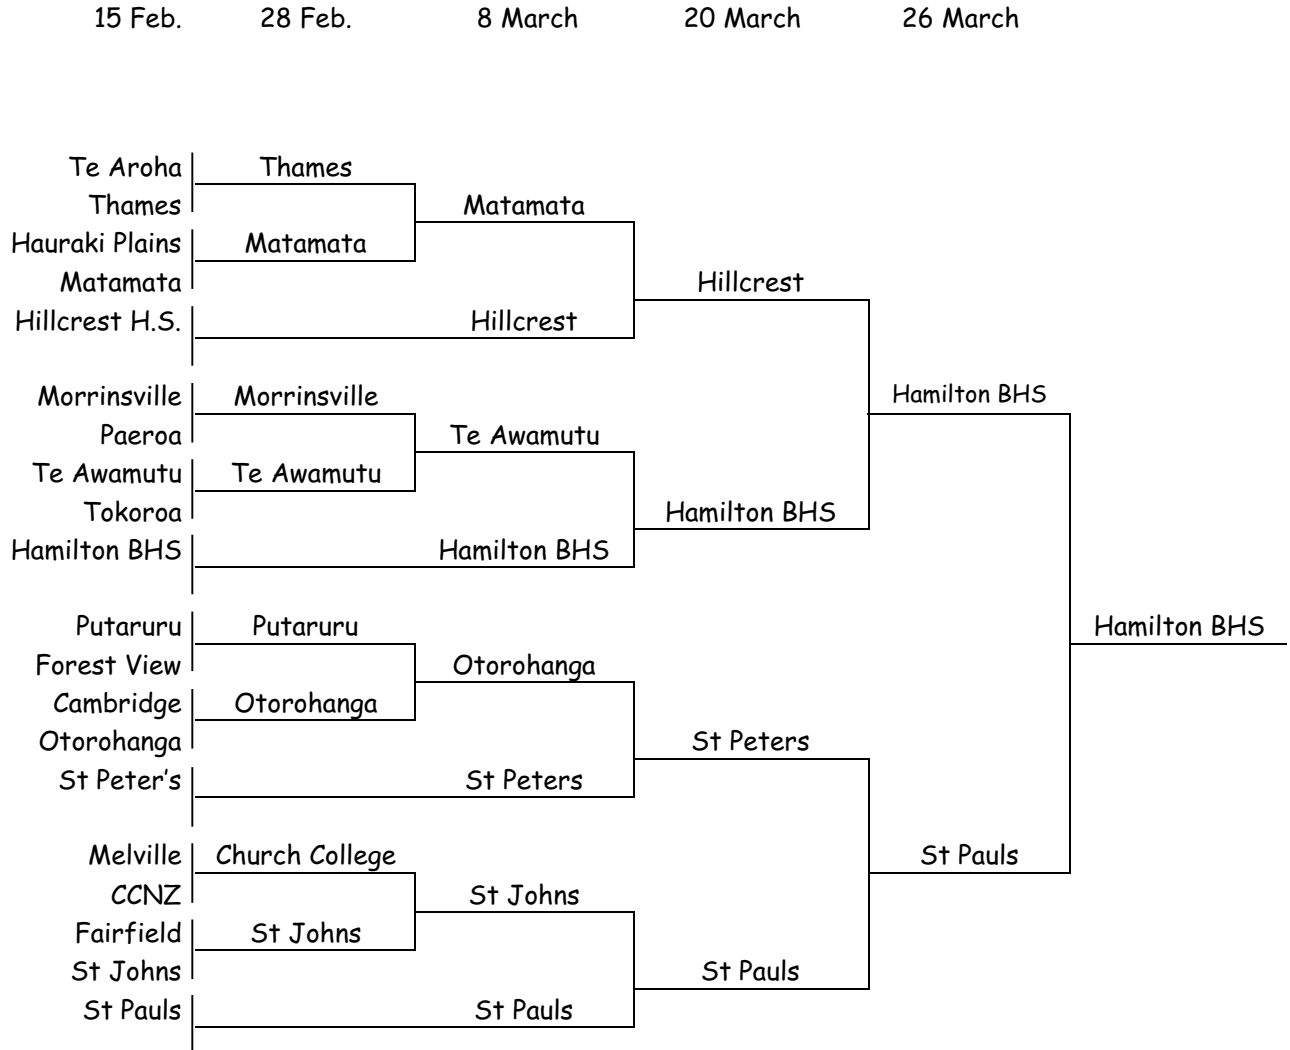 15 Feb. 28 Feb. 8 March 20 March 26 March
Te Aroha Thames
Thames Matamata
Hauraki Plains Matamata
Matamata Hillcrest
Hillcrest H.S. Hillcrest
Morrinsville Morrinsville Hamilton BHS
Paeroa Te Awamutu
Te Awamutu Te Awamutu
Tokoroa Hamilton BHS
Hamilton BHS Hamilton BHS
Putaruru Putaruru Hamilton BHS
Forest View Otorohanga
Cambridge Otorohanga
Otorohanga St Peters
St Peter’s St Peters
Melville Church College St Pauls
CCNZ St Johns
Fairfield St Johns
St Johns St Pauls
St Pauls St Pauls